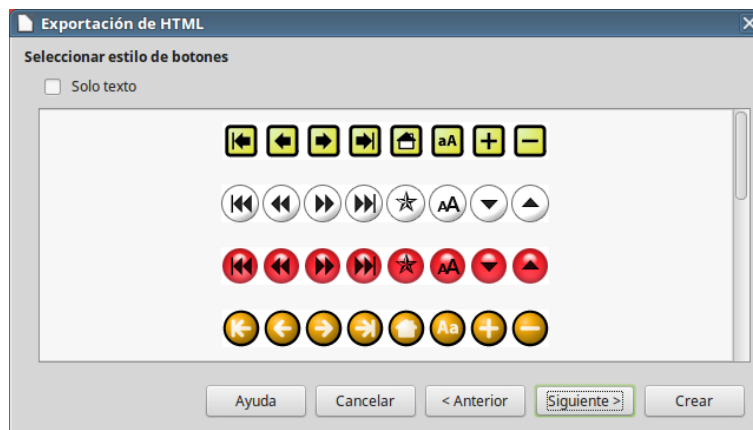 Exportación de HTML
Seleccionar estilo de botones
Solo texto
aA
AA
AA
Aa
Ayuda
Cancelar
< Anterior
Siguiente >
Crear